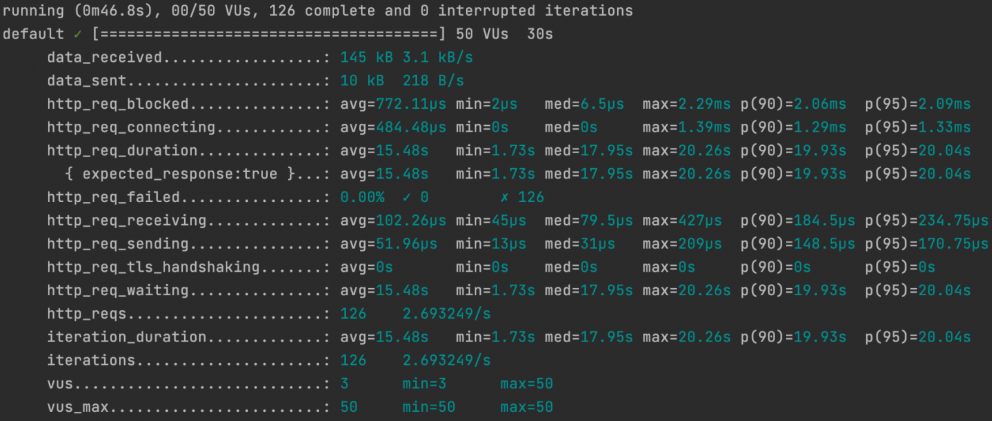 running (0m46.8s), 00/50 VUs, 126 complete and 0 interrupted iterations
default ✓ [======================================] 50 VUs  30s
     data_received..................: 145 kB 3.1 kB/s
     data_sent......................: 10 kB  218 B/s
     http_req_blocked...............: avg=772.11µs min=2µs   med=6.5µs  max=2.29ms p(90)=2.06ms  p(95)=2.09ms
     http_req_connecting............: avg=484.48µs min=0s    med=0s     max=1.39ms p(90)=1.29ms  p(95)=1.33ms
     http_req_duration..............: avg=15.48s   min=1.73s med=17.95s max=20.26s p(90)=19.93s  p(95)=20.04s
       { expected_response:true }...: avg=15.48s   min=1.73s med=17.95s max=20.26s p(90)=19.93s  p(95)=20.04s
     http_req_failed................: 0.00%  ✓ 0        ✗ 126
     http_req_receiving.............: avg=102.26µs min=45µs  med=79.5µs max=427µs  p(90)=184.5µs p(95)=234.75µs
     http_req_sending...............: avg=51.96µs  min=13µs  med=31µs   max=209µs  p(90)=148.5µs p(95)=170.75µs
     http_req_tls_handshaking.......: avg=0s       min=0s    med=0s     max=0s     p(90)=0s      p(95)=0s
     http_req_waiting...............: avg=15.48s   min=1.73s med=17.95s max=20.26s p(90)=19.93s  p(95)=20.04s
     http_reqs......................: 126    2.693249/s
     iteration_duration.............: avg=15.48s   min=1.73s med=17.95s max=20.26s p(90)=19.93s  p(95)=20.04s
     iterations.....................: 126    2.693249/s
     vus............................: 3      min=3      max=50
     vus_max........................: 50     min=50     max=50